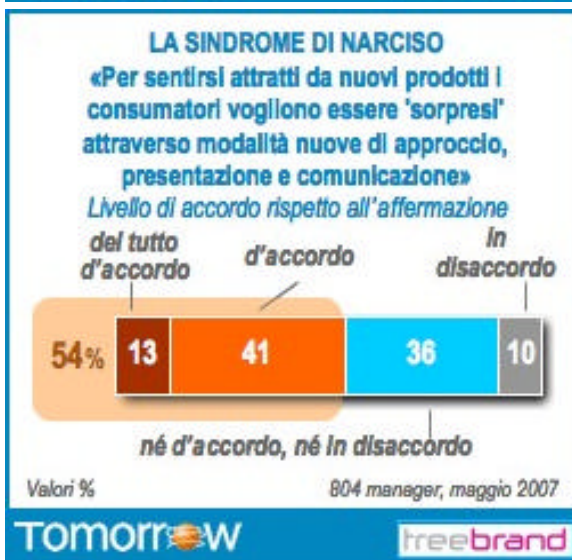 LA SINDROME DI NARCISO
«Per sentirsi attratti da nuovi prodotti i
consumatori vogliono essere 'sorpresi'
attraverso modalità nuove di approccio,
presentazione e comunicazione»
Livello di accordo rispetto all'affermazione
del tutto
d'accordo
d'accordo
in
disaccordo
54%
13
41
36
10
né d'accordo, né in disaccordo
Valori %
804 manager, maggio 2007
Tomorrow
treebrand